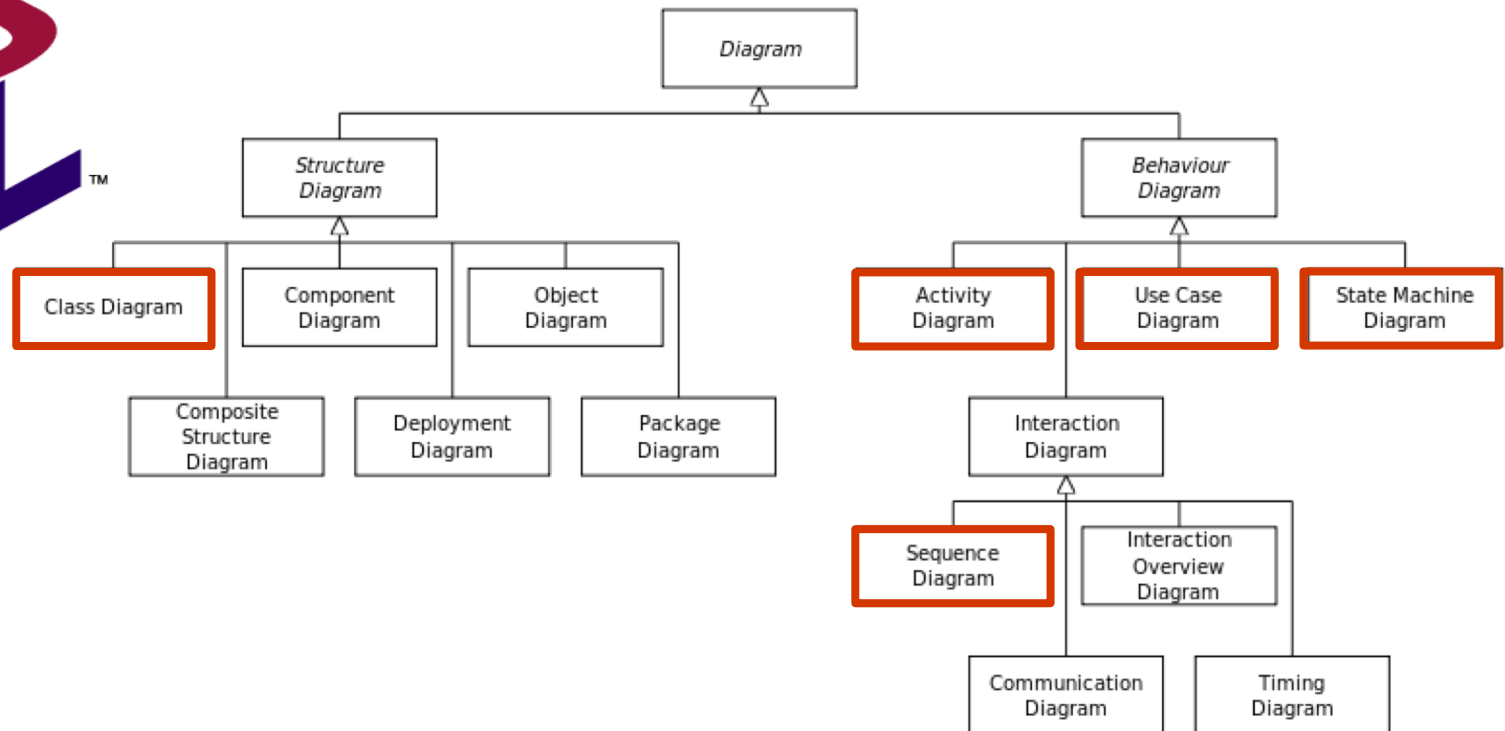 Diagram
Structure
Diagram
Behaviour
Diagram
TM
Class Diagram
Component
Diagram
Object
Diagram
Activity
Diagram
Use Case
Diagram
State Machine
Diagram
Composite
Structure
Diagram
Deployment
Diagram
Package
Diagram
Interaction
Diagram
Sequence
Diagram
Interaction
Overview
Diagram
Communication
Diagram
Timing
Diagram